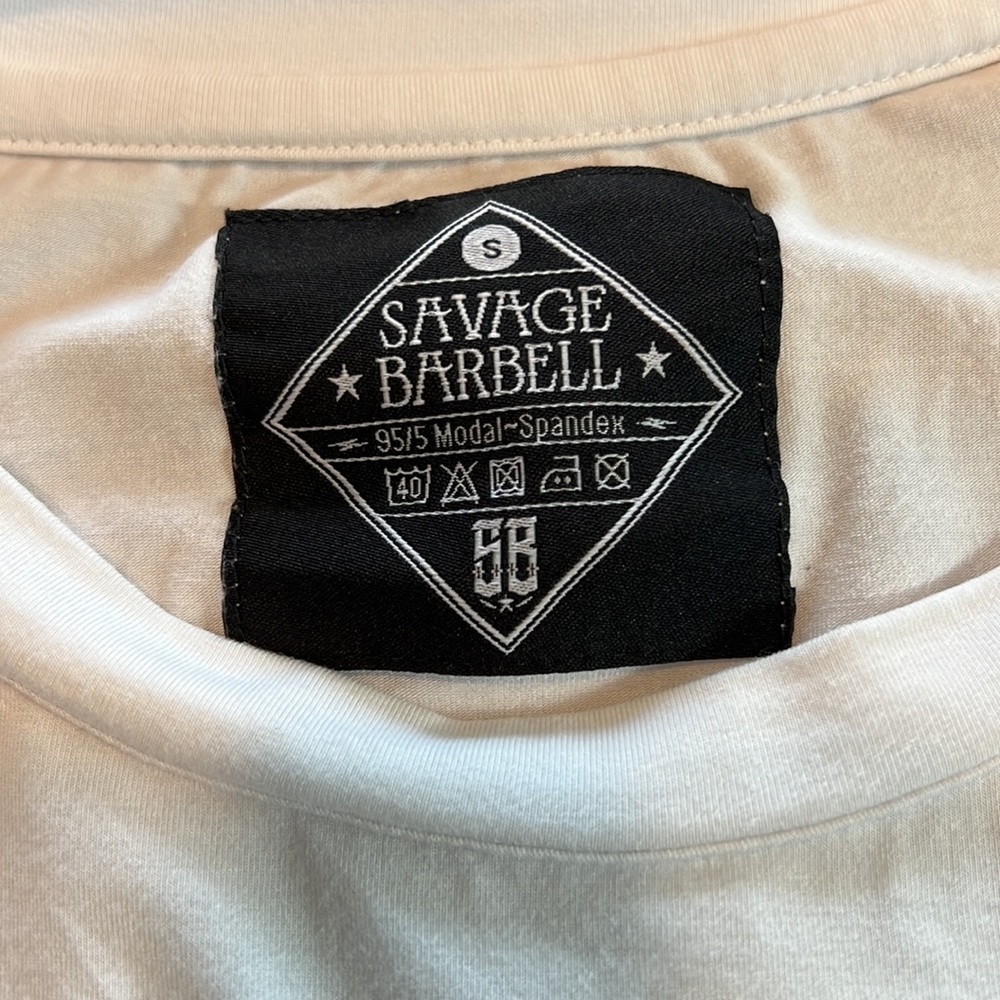 S
SAVAGE
BARBELL
95/5 Modal~Spandex
40
SB